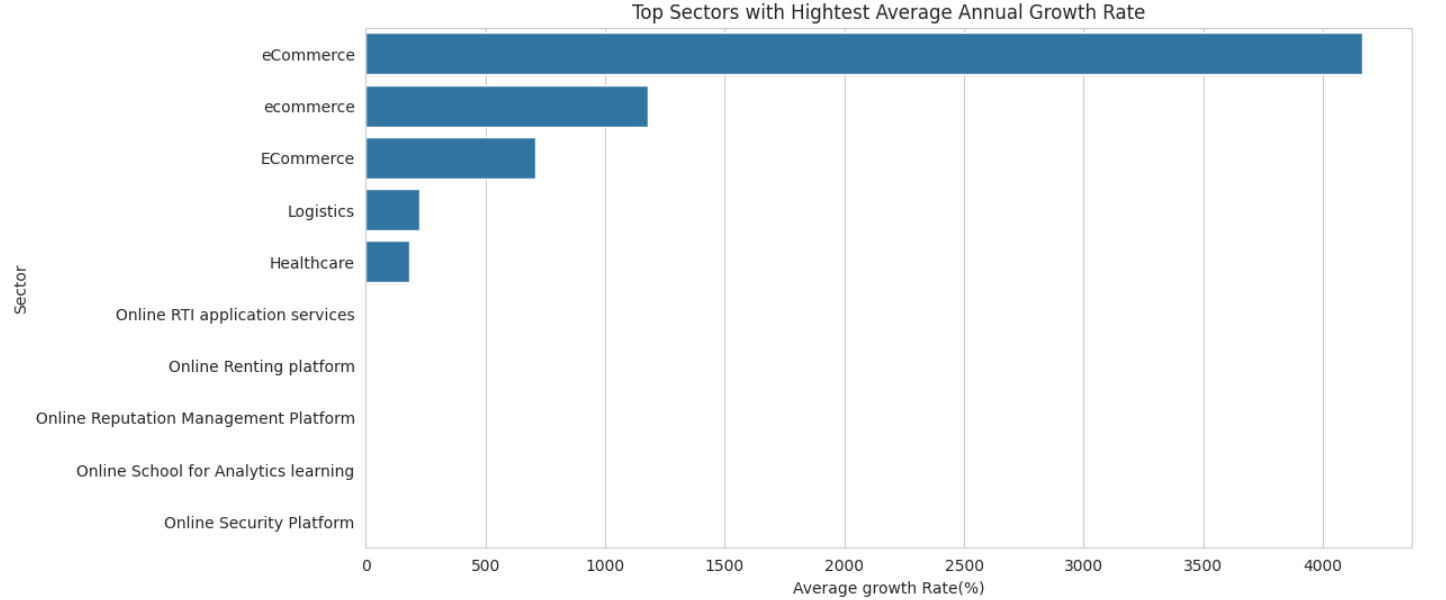 Top Sectors with Hightest Average Annual Growth Rate
eCommerce
ecommerce
ECommerce
Logistics
Healthcare
Online RTI application services
Online Renting platform
Online Reputation Management Platform
Online School for Analytics learning
Online Security Platform
Sector
0 500 1000 1500 2000 2500 3000 3500 4000
Average growth Rate(%)